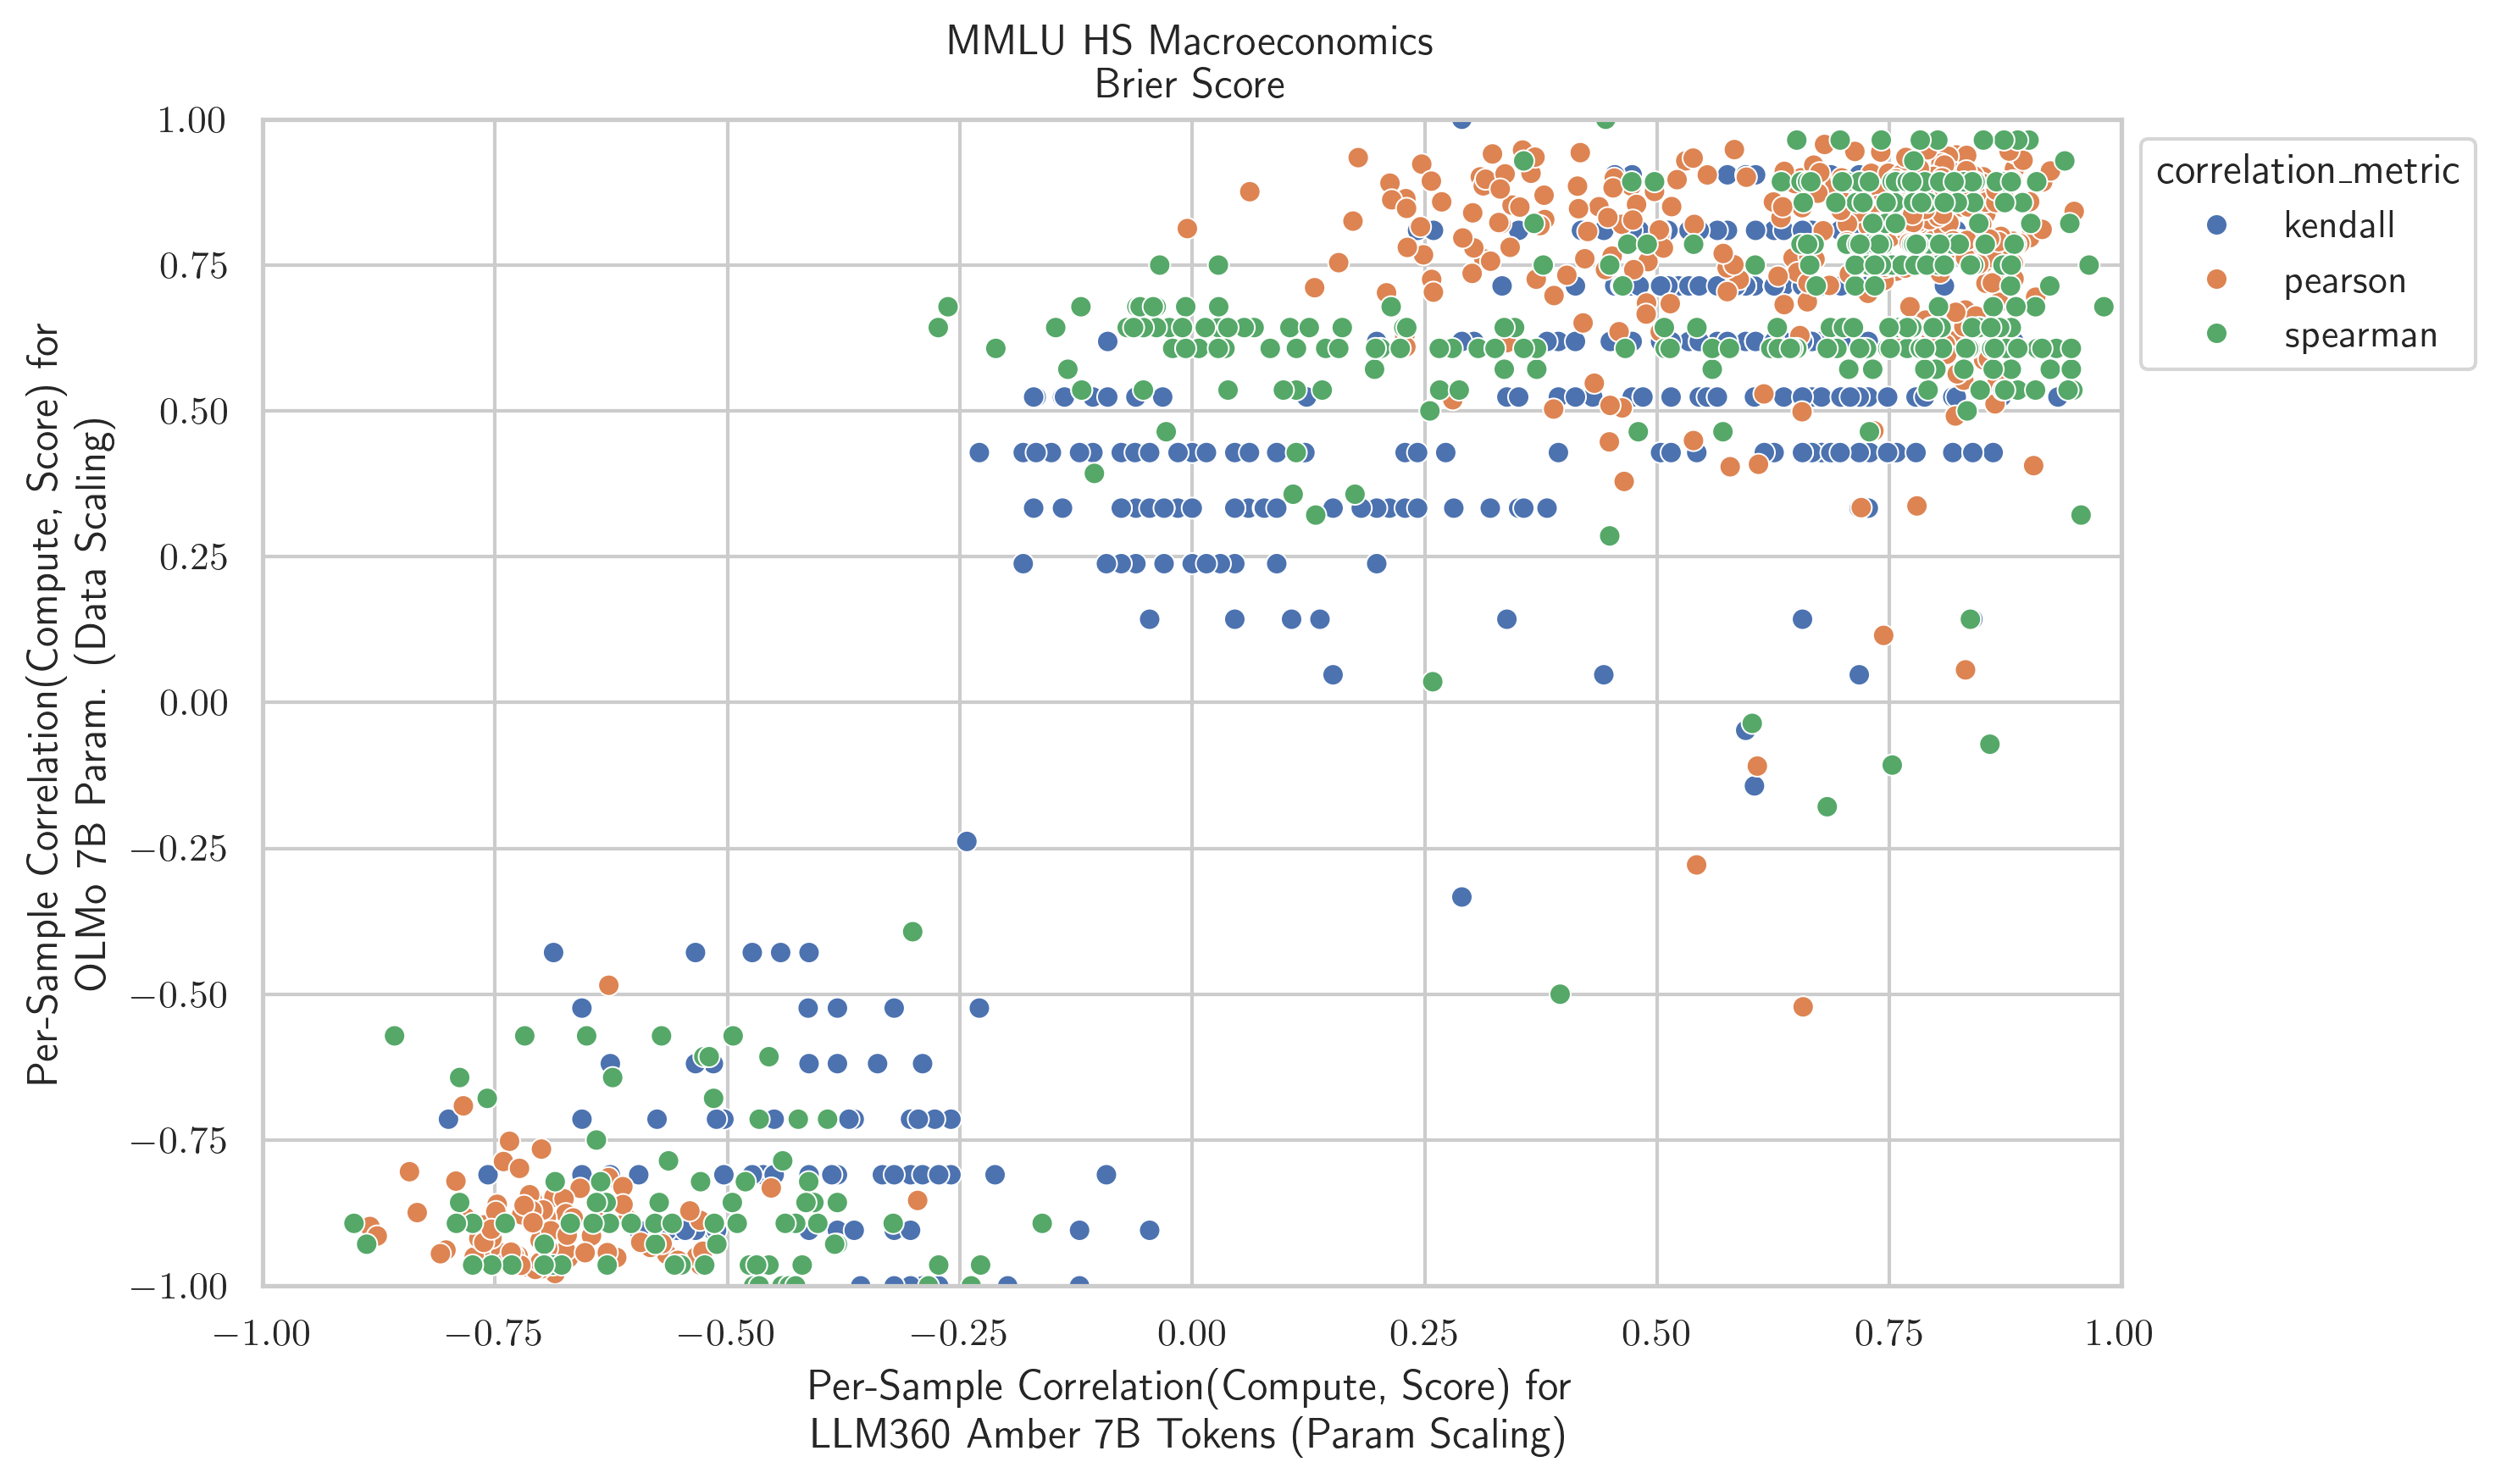 MMLU HS Macroeconomics
Brier Score
Per-Sample Correlation(Compute, Score) for
OLMo 7B Param. (Data Scaling)
1.00
0.75
0.50
0.25
0.00
−0.25
−0.50
−0.75
−1.00
−1.00 −0.75 −0.50 −0.25 0.00 0.25 0.50 0.75 1.00
Per-Sample Correlation(Compute, Score) for
LLM360 Amber 7B Tokens (Param Scaling)
correlation_metric
kendall
pearson
spearman